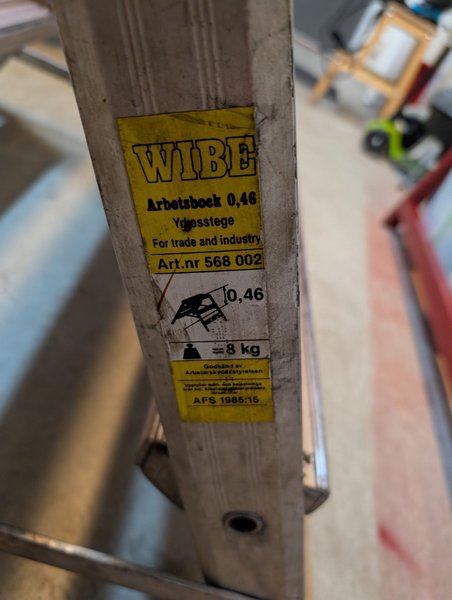 WIBE
Arbetsbock 0,46
Yrkesstege
For trade and industry
Art.nr 568 002
0,46
=8 kg
Godkänd av
Arbetarskyddsstyrelsen
AFS 1985:15